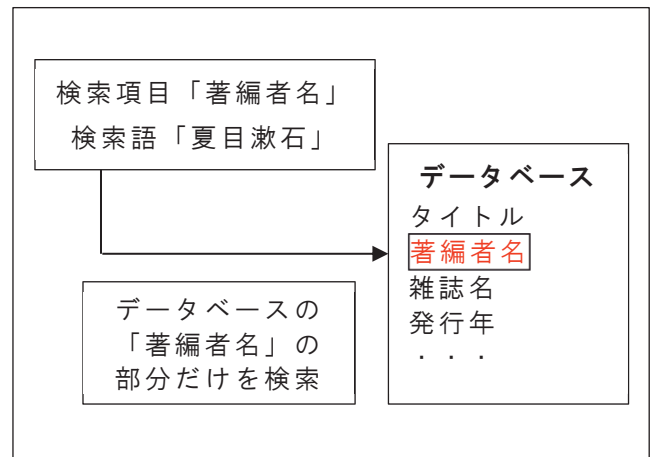 検索項目「著編者名」
検索語「夏目漱石」
データベース
タイトル
著編者名
雑誌名
発行年
・・・
データベースの
「著編者名」の
部分だけを検索